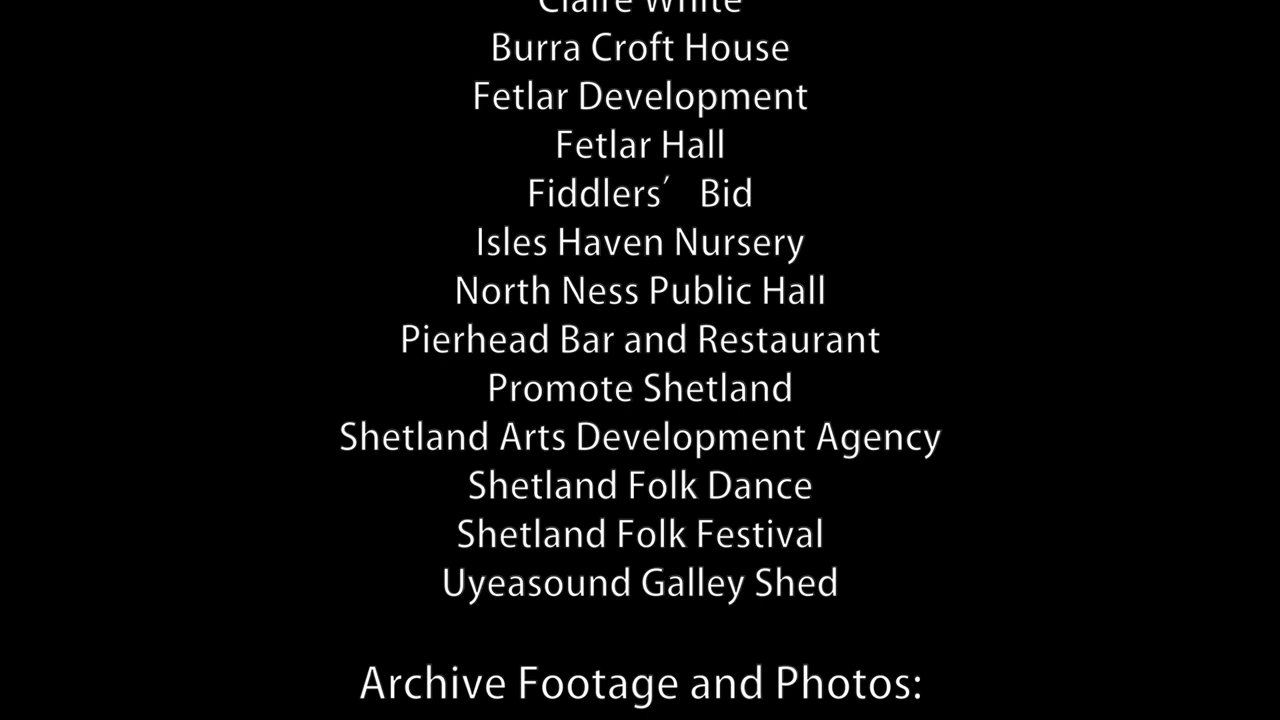 Claire White
Burra Croft House
Fetlar Development
Fetlar Hall
Fiddlers′ Bid
Isles Haven Nursery
North Ness Public Hall
Pierhead Bar and Restaurant
Promote Shetland
Shetland Arts Development Agency
Shetland Folk Dance
Shetland Folk Festival
Uyeasound Galley Shed
Archive Footage and Photos: